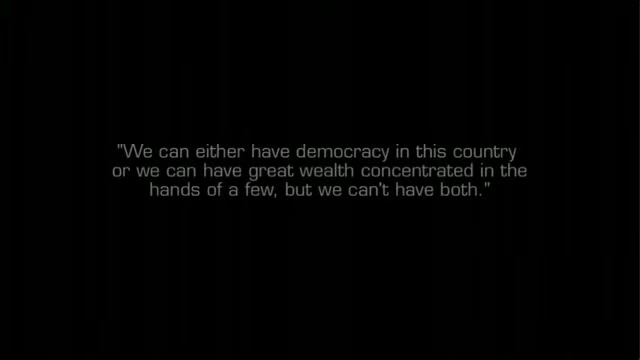 "We can either have democracy in this country
or we can have great wealth concentrated in the
hands of a few, but we can't have both."